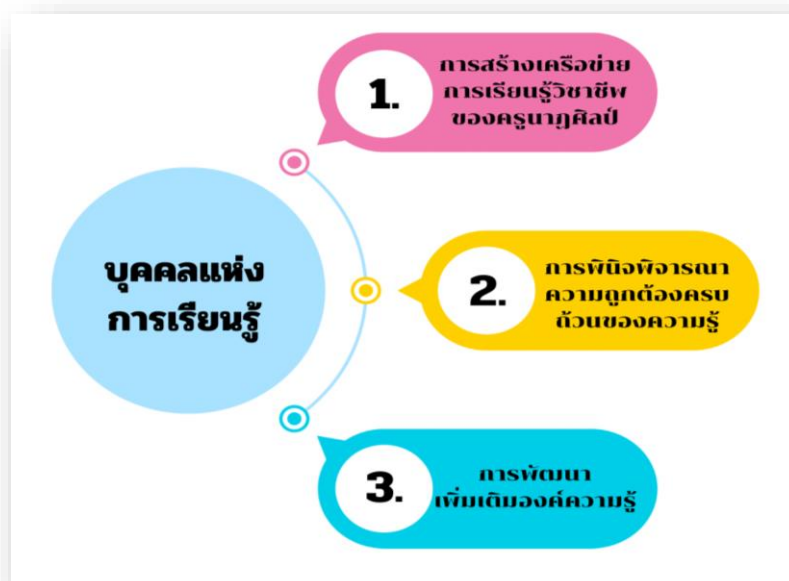 บุคคลแห่ง
การเรียนรู้
1.
การสร้างเครือข่าย
การเรียนรู้วิชาชีพ
ของครูนาฏศิลป์
2.
การพินิจพิจารณา
ความถูกต้องครบ
ถ้วนของความรู้
3.
การพัฒนา
เพิ่มเติมองค์ความรู้